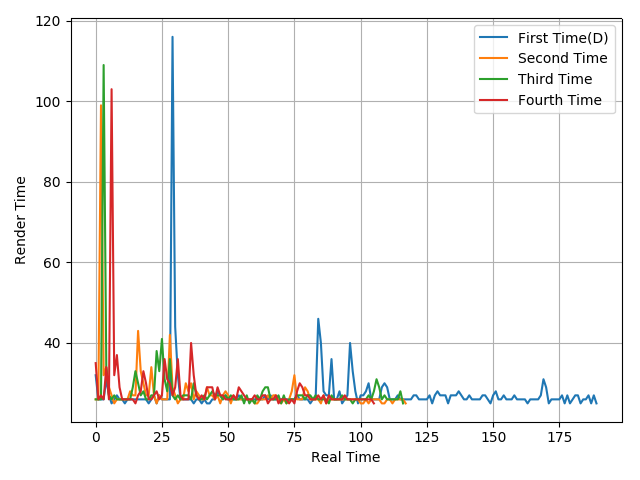 First Time(D)
Second Time
Third Time
Fourth Time
Render Time
120
100
80
60
40
0
25
50
75
100
125
150
175
Real Time